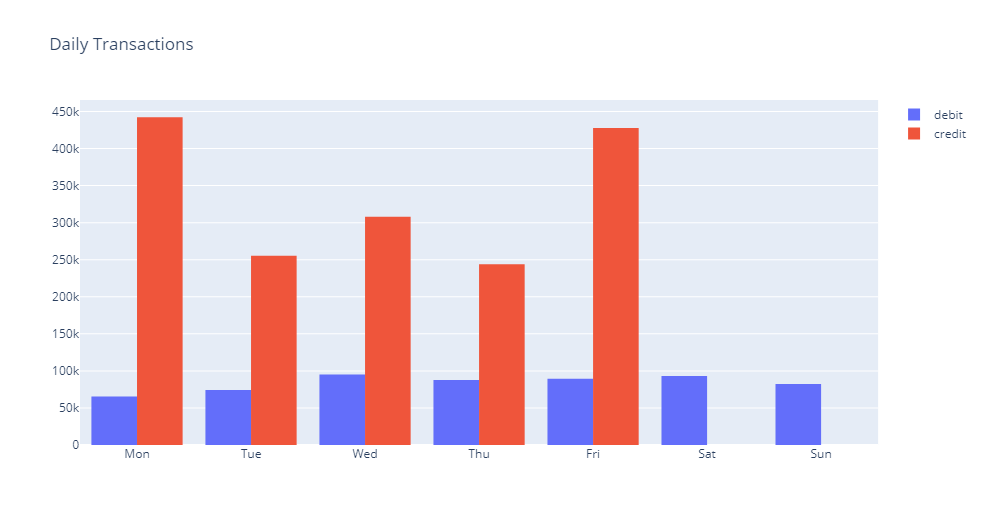 Daily Transactions
450k
400k
350k
300k
250k
200k
150k
100k
50k
0
Mon Tue Wed Thu Fri Sat Sun
debit
credit